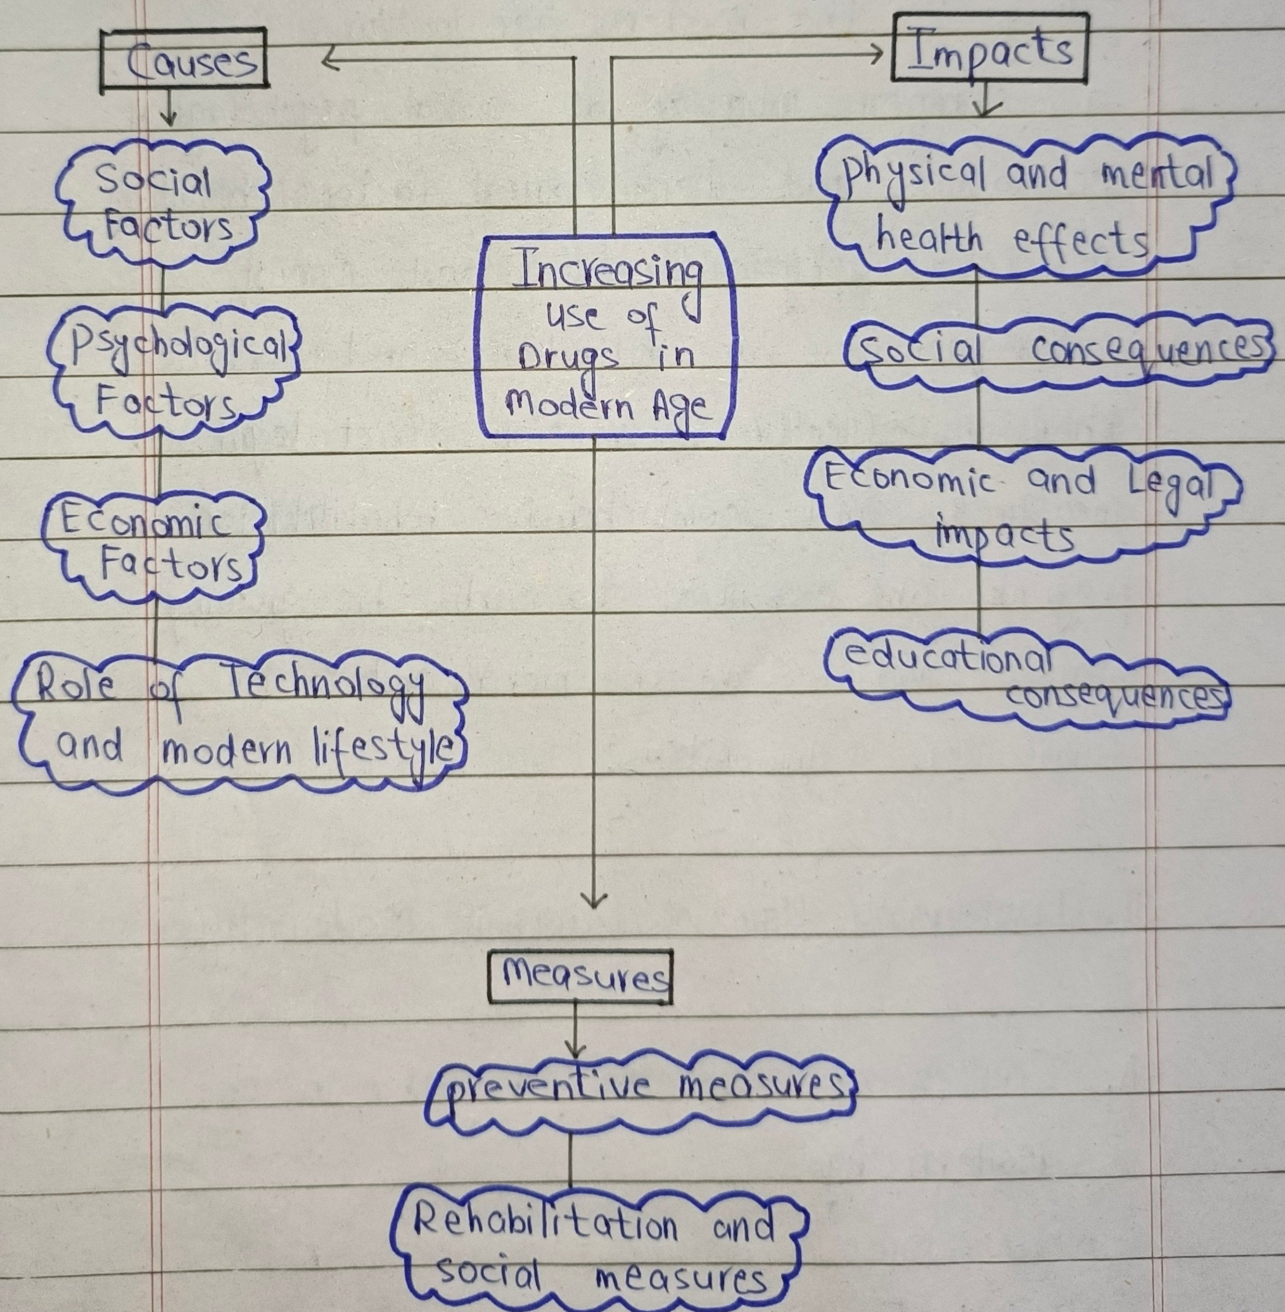 Causes
Impacts
Social
Factors
Psychological
Factors
Economic
Factors
Role of Technology
and modern lifestyle
Increasing
use of
Drugs in
Modern Age
Physical and mental
health effects
Social consequences
Economic and Legal
impacts
educational
consequences
Measures
preventive measures
Rehabilitation and
social measures